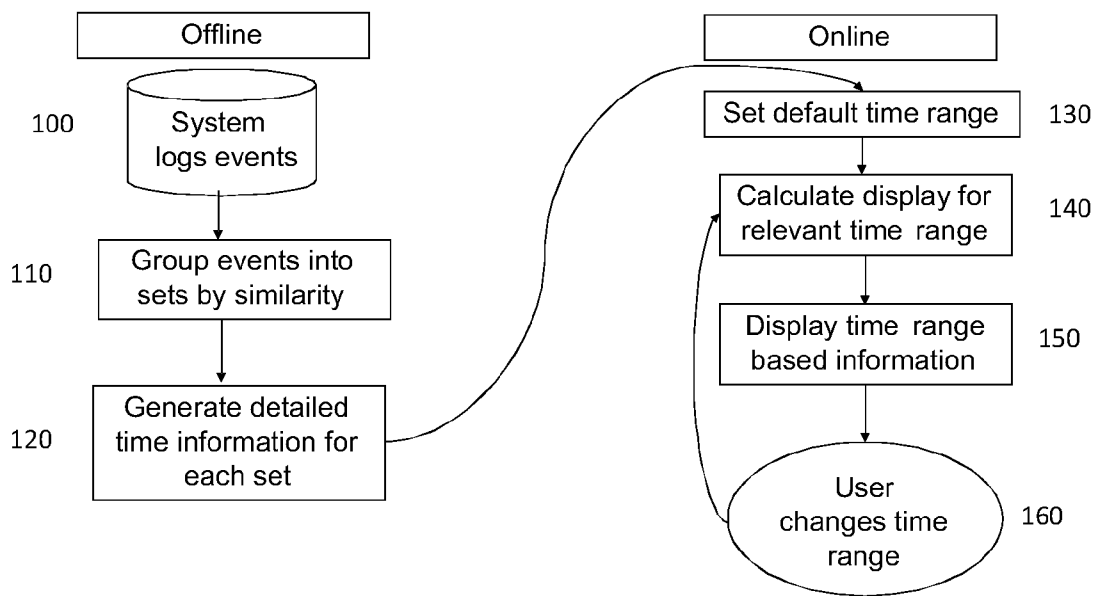 Offline
100
System
logs events
110
Group events into
sets by similarity
120
Generate detailed
time information for
each set
Online
Set default time range
130
Calculate display for
relevant time range
140
Display time range
based information
150
User
changes time
range
160